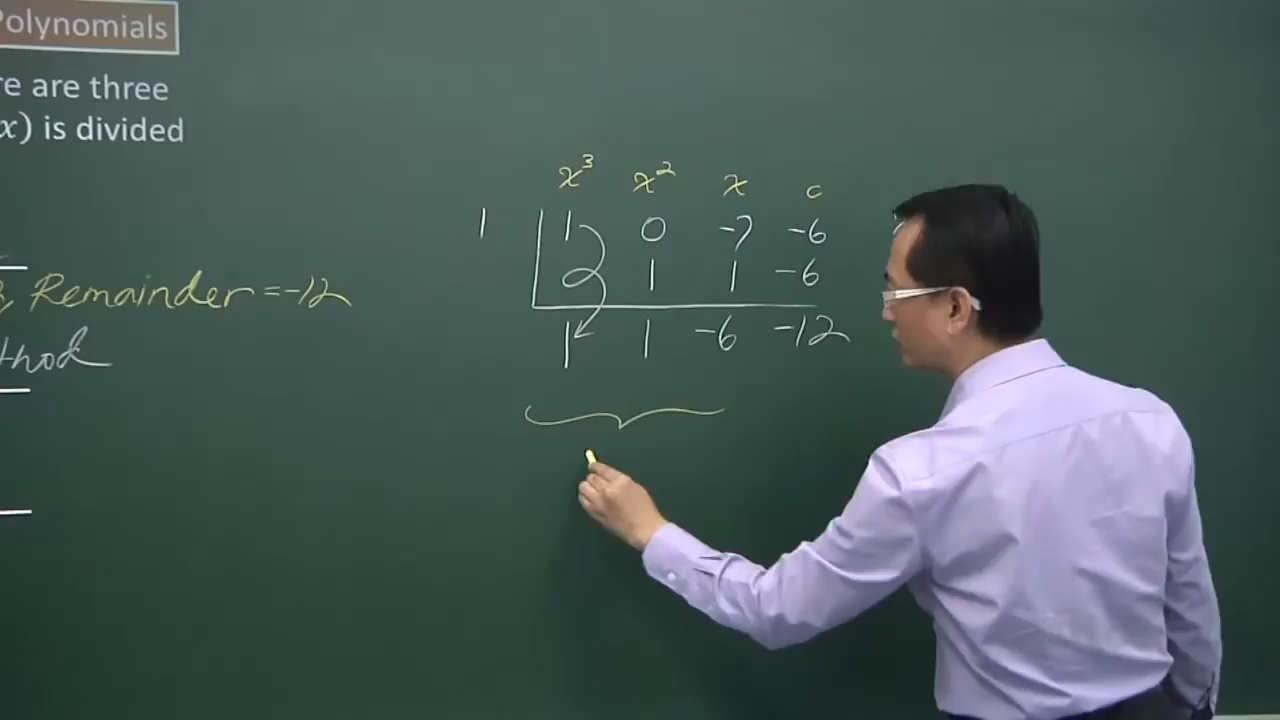 Polynomials
re are three
x) is divided
Remainder = -12
thod
x³ x² x c
1 1 0 -7 -6
1 1 -6
1 1 -6 -12